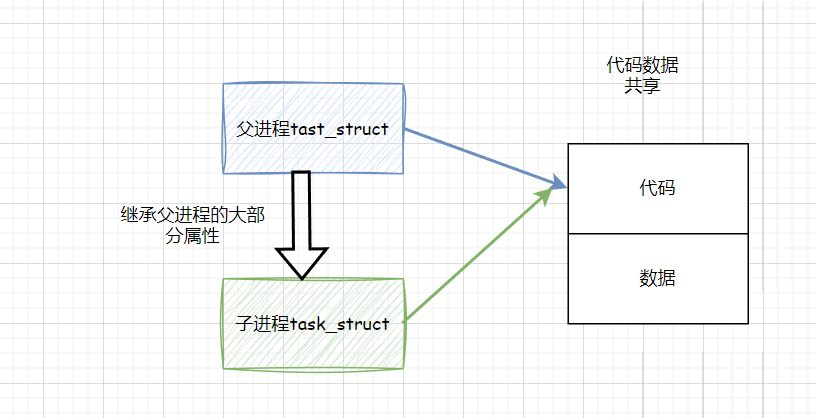 代码数据
共享
父进程tast_struct
代码
继承父进程的大部
分属性
数据
子进程task_struct